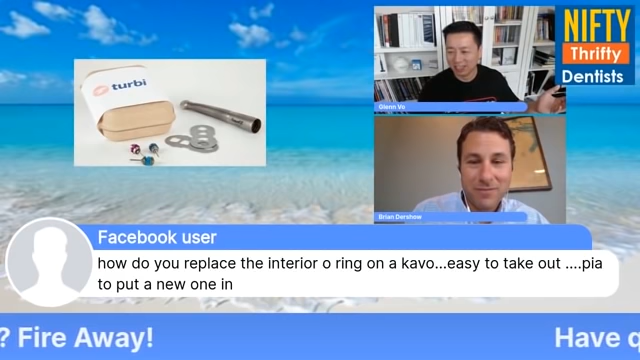 NIFTY
Thrifty
Dentists
turbi
Glenn Vo
Brian Dershow
Facebook user
how do you replace the interior o ring on a kavo...easy to take out ....pia
to put a new one in
? Fire Away!
Have q